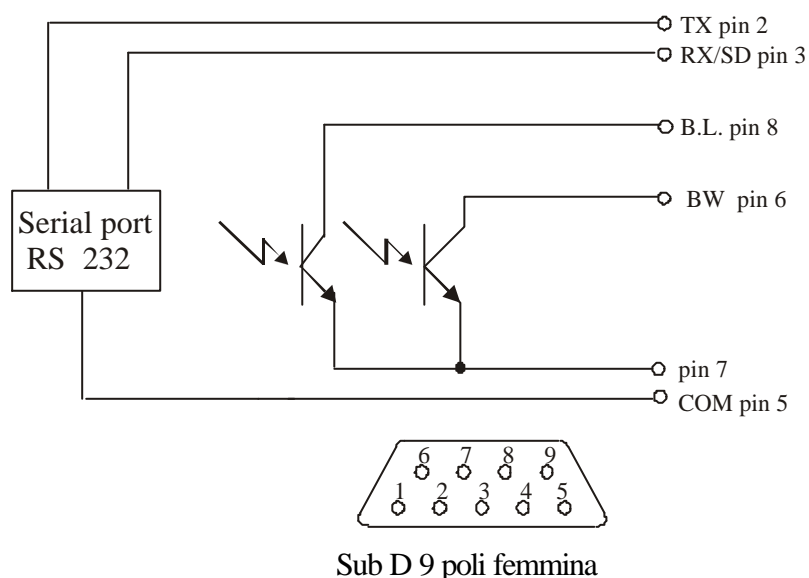 TX pin 2
RX/SD pin 3
B.L. pin 8
BW pin 6
Serial port
RS 232
pin 7
COM pin 5
6 7 8 9
1 2 3 4 5
Sub D 9 poli femmina